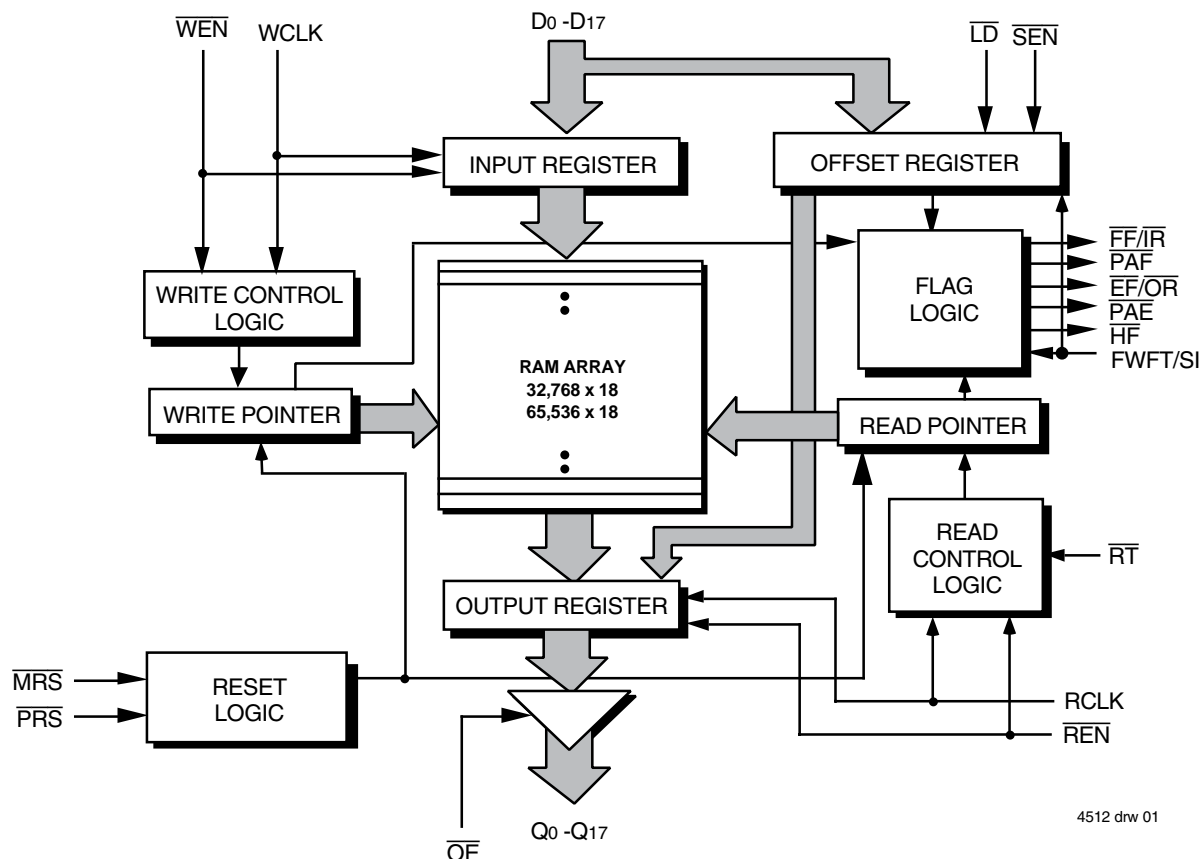 WEN WCLK D0 -D17 LD SEN
INPUT REGISTER
OFFSET REGISTER
WRITE CONTROL
LOGIC
FLAG
LOGIC
FF/IR
PAF
EF/OR
PAE
HF
FWFT/SI
RAM ARRAY
32,768 x 18
65,536 x 18
WRITE POINTER
READ POINTER
READ
CONTROL
LOGIC
RT
OUTPUT REGISTER
MRS
PRS
RESET
LOGIC
RCLK
REN
OE
Q0 -Q17
4512 drw 01